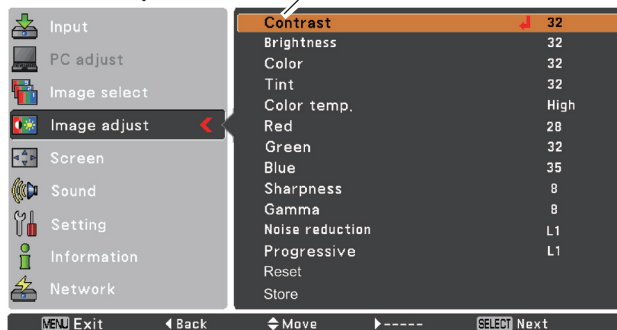 Input
PC adjust
Image select
Image adjust
Screen
Sound
Setting
Information
Network
Contrast 32
Brightness 32
Color 32
Tint 32
Color temp. High
Red 28
Green 32
Blue 35
Sharpness 8
Gamma 8
Noise reduction L1
Progressive L1
Reset
Store
MENU Exit Back Move ----- SELECT Next